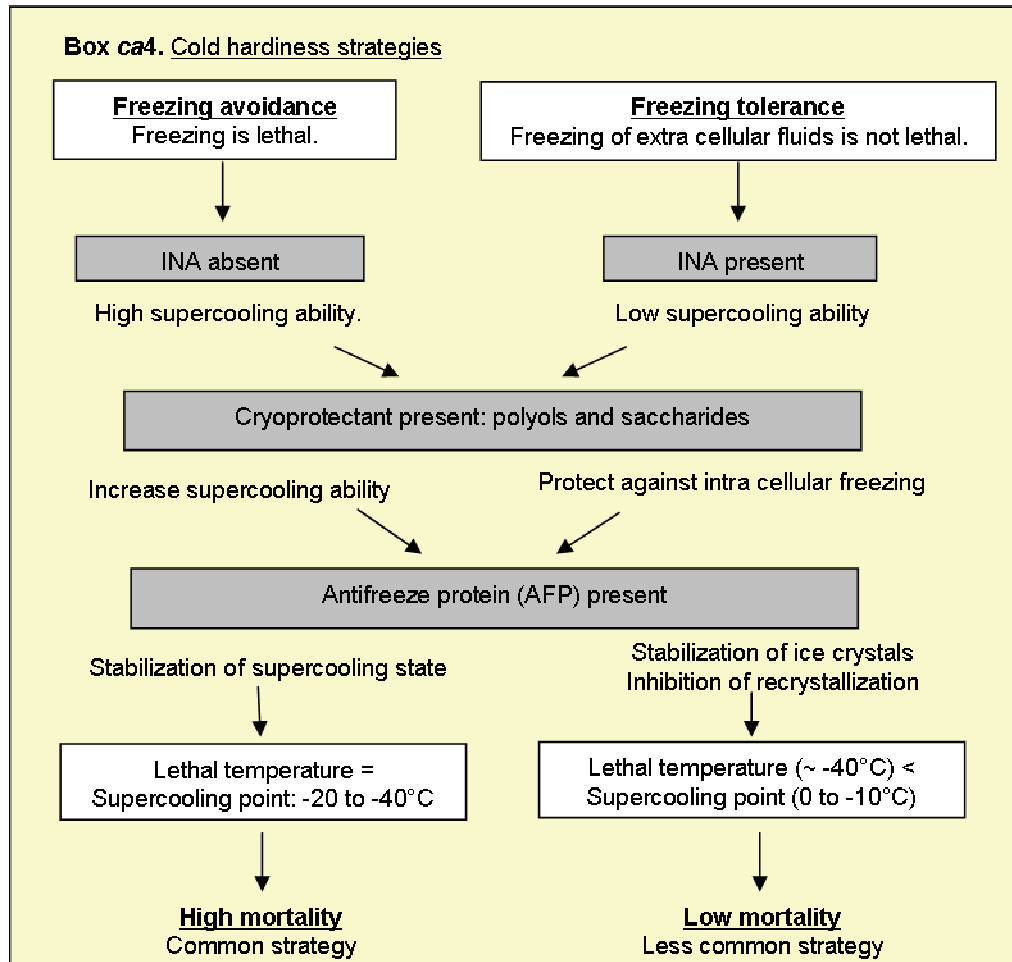 Box ca4. Cold hardiness strategies
Freezing avoidance
Freezing is lethal.
Freezing tolerance
Freezing of extra cellular fluids is not lethal.
INA absent
INA present
High supercooling ability.
Low supercooling ability
Cryoprotectant present: polyols and saccharides
Increase supercooling ability
Protect against intra cellular freezing
Antifreeze protein (AFP) present
Stabilization of supercooling state
Stabilization of ice crystals
Inhibition of recrystallization
Lethal temperature =
Supercooling point: -20 to -40°C
Lethal temperature (~ -40°C) <
Supercooling point (0 to -10°C)
High mortality
Common strategy
Low mortality
Less common strategy